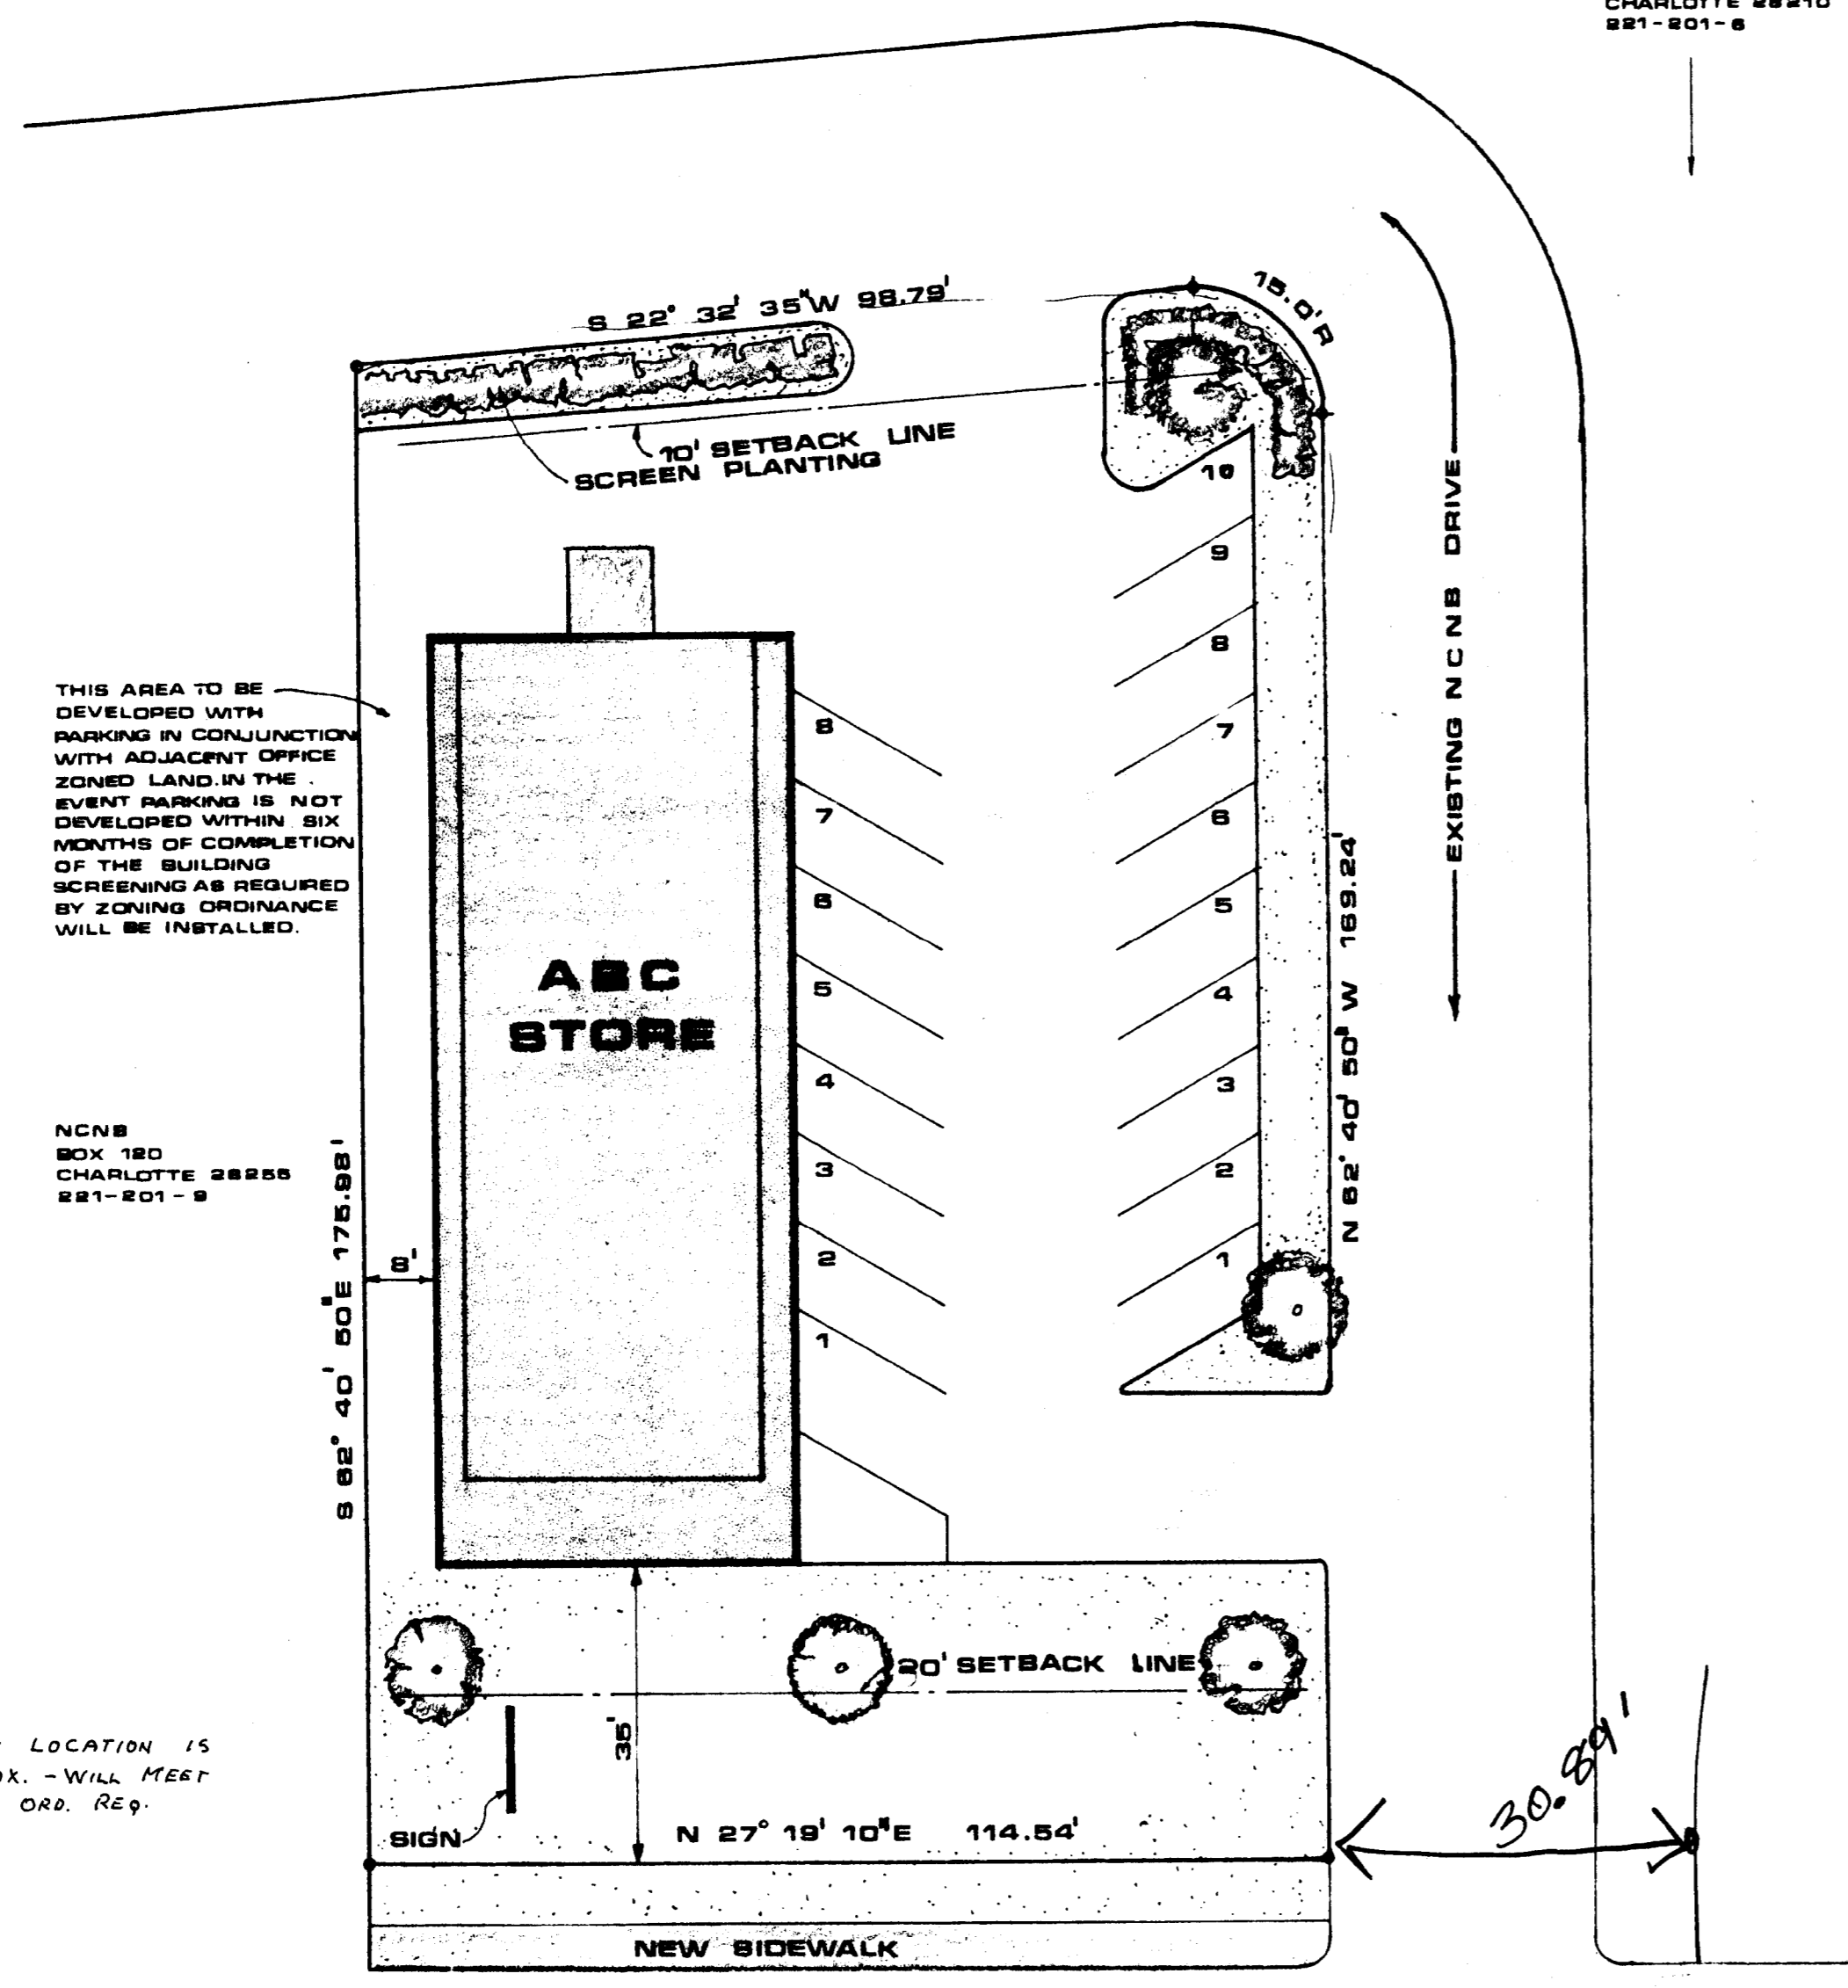 CHARLOTTE 28210
221-201-6
15.0'R
S 22° 32' 35"W 98.79'
10' SETBACK LINE
SCREEN PLANTING
10
9
8
7
6
5
4
3
2
1
EXISTING NCNB DRIVE
N 62° 40' 50" W 169.24'
THIS AREA TO BE
DEVELOPED WITH
PARKING IN CONJUNCTION
WITH ADJACENT OFFICE
ZONED LAND. IN THE
EVENT PARKING IS NOT
DEVELOPED WITHIN SIX
MONTHS OF COMPLETION
OF THE BUILDING
SCREENING AS REQUIRED
BY ZONING ORDINANCE
WILL BE INSTALLED.
8
7
6
5
4
3
2
1
ABC
STORE
NCNB
BOX 120
CHARLOTTE 28255
221-201-9
S 62° 40' 50"E 175.98'
8'
20' SETBACK LINE
35'
LOCATION IS
OX. - WILL MEET
ORD. REQ.
SIGN
N 27° 19' 10"E 114.54'
30.89'
NEW SIDEWALK